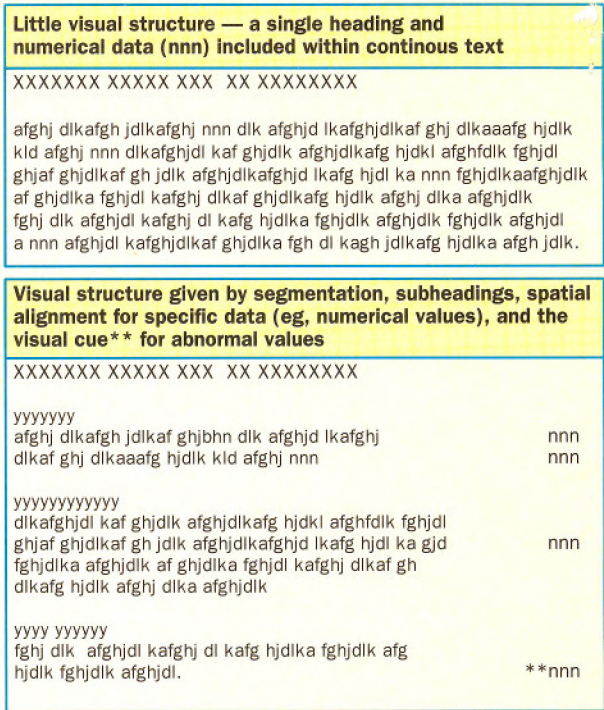 Little visual structure — a single heading and
numerical data (nnn) included within continous text
XXXXXXX XXXXX XXX XX XXXXXXXX
afghj dlkafgh jdlkafghj nnn dlk afghjd lkafghjdlkaf ghj dlkaaafg hjdlk
kld afghj nnn dlkafghjdl kaf ghjdlk afghjdlkafg hjdkl afghfdlk fghjdl
ghjaf ghjdlkaf gh jdlk afghjdlkafghjd lkafg hjdl ka nnn fghjdlkaafghjdlk
af ghjdlka fghjdl kafghj dlkaf ghjdlkafg hjdlk afghj dlka afghjdlk
fghj dlk afghjdl kafghj dl kafg hjdlka fghjdlk afghjdlk fghjdlk afghjdl
a nnn afghjdl kafghjdlkaf ghjdlka fgh dl kagh jdlkafg hjdlka afgh jdlk.
Visual structure given by segmentation, subheadings, spatial
alignment for specific data (eg, numerical values), and the
visual cue** for abnormal values
XXXXXXX XXXXX XXX XX XXXXXXXX
yyyyyyy
afghj dlkafgh jdlkaf ghjbhn dlk afghjd lkafghj nnn
dlkaf ghj dlkaaafg hjdlk kld afghj nnn nnn
yyyyyyyyyyyy
dlkafghjdl kaf ghjdlk afghjdlkafg hjdkl afghfdlk fghjdl
ghjaf ghjdlkaf gh jdlk afghjdlkafghjd lkafg hjdl ka gjd nnn
fghjdlka afghjdlk af ghjdlka fghjdl kafghj dlkaf gh
dlkafg hjdlk afghj dlka afghjdlk
yyyy yyyyyy
fghj dlk afghjdl kafghj dl kafg hjdlka fghjdlk afg
hjdlk fghjdlk afghjdl. **nnn